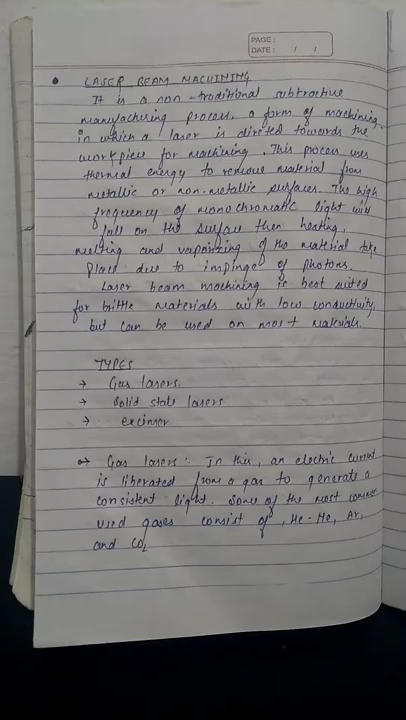 PAGE :
DATE : / /
• LASER BEAM MACHINING
It is a non-traditional subtractive
manufacturing process, a form of machining,
in which a laser is directed towards the
workpiece for machining. This process uses
thermal energy to remove material from
metallic or non-metallic surfaces. The high
frequency of monochromatic light will
fall on the surface then heating,
melting and vaporizing of the material take
place due to impinge of photons.
Laser beam machining is best suited
for brittle materials with low conductivity,
but can be used on most materials.
TYPES
→ Gas lasers
→ Solid state lasers
→ excimer
→ Gas lasers : In this, an electric current
is liberated from a gas to generate a
consistent light. Some of the most
used gases consist of , He-He, Ar,
and CO2